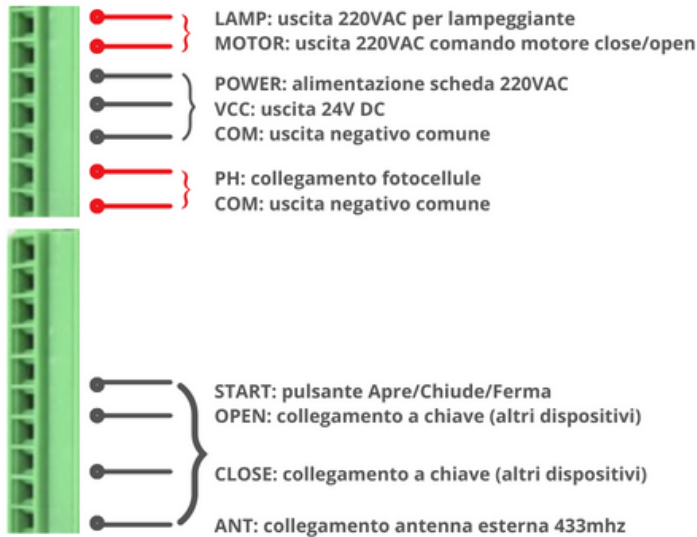 LAMP: uscita 220VAC per lampeggiante
MOTOR: uscita 220VAC comando motore close/open
POWER: alimentazione scheda 220VAC
VCC: uscita 24V DC
COM: uscita negativo comune
PH: collegamento fotocellule
COM: uscita negativo comune
START: pulsante Apre/Chiude/Ferma
OPEN: collegamento a chiave (altri dispositivi)
CLOSE: collegamento a chiave (altri dispositivi)
ANT: collegamento antenna esterna 433mhz